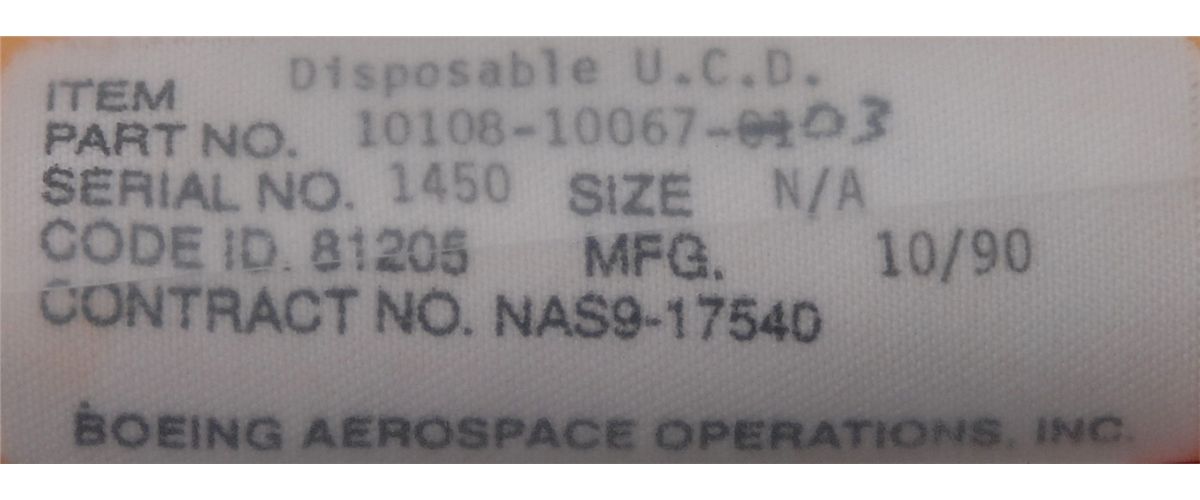 ITEM Disposable U.C.D.
PART NO. 10108-10067-0103
SERIAL NO. 1450 SIZE N/A
CODE ID. 81205 MFG. 10/90
CONTRACT NO. NAS9-17540
BOEING AEROSPACE OPERATIONS, INC.